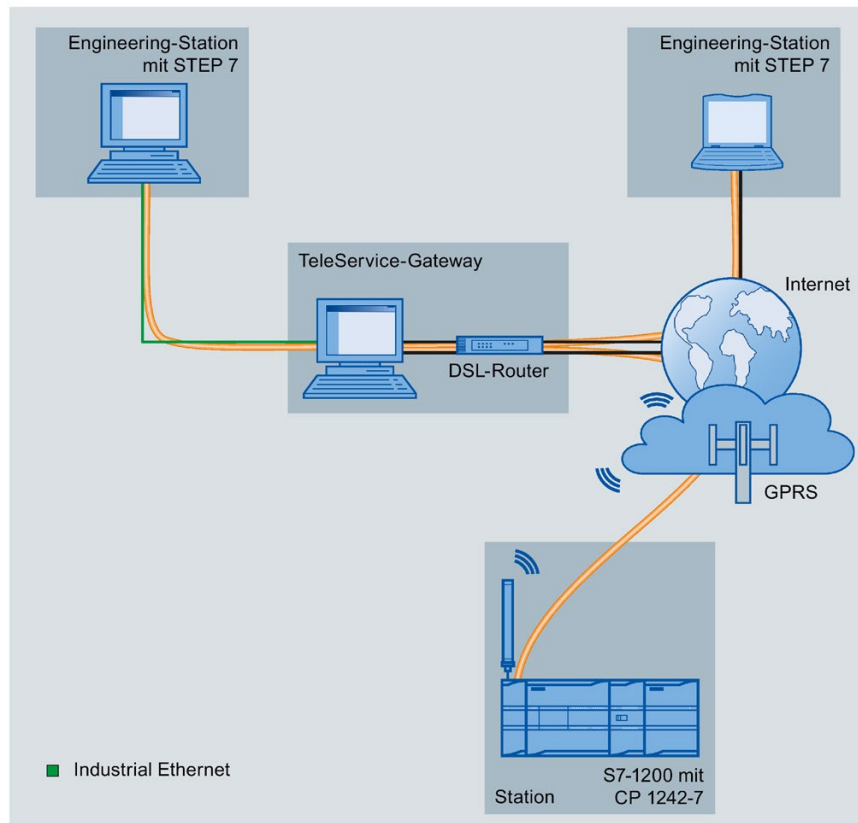 Engineering-Station
mit STEP 7
Engineering-Station
mit STEP 7
TeleService-Gateway
Internet
DSL-Router
GPRS
Industrial Ethernet
S7-1200 mit
CP 1242-7
Station